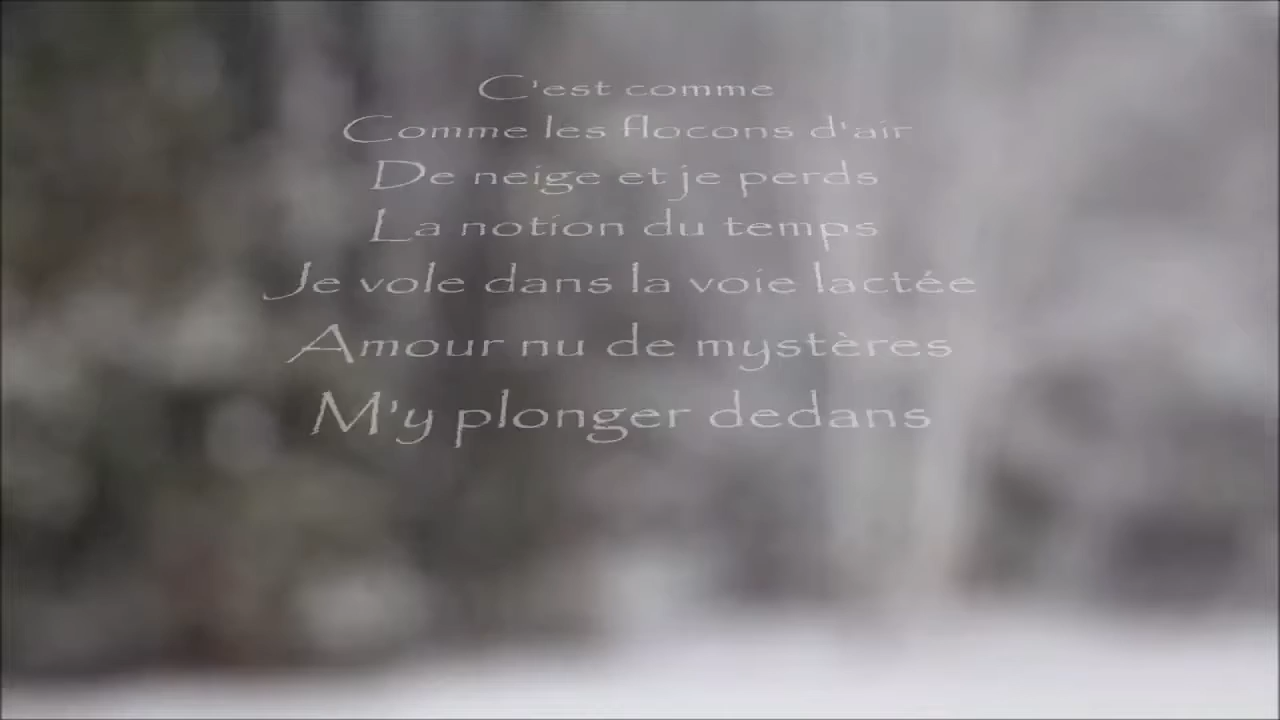 C'est comme
Comme les flocons d'air
De neige et je perds
La notion du temps
Je vole dans la voie lactée
Amour nu de mystères
M'y plonger dedans